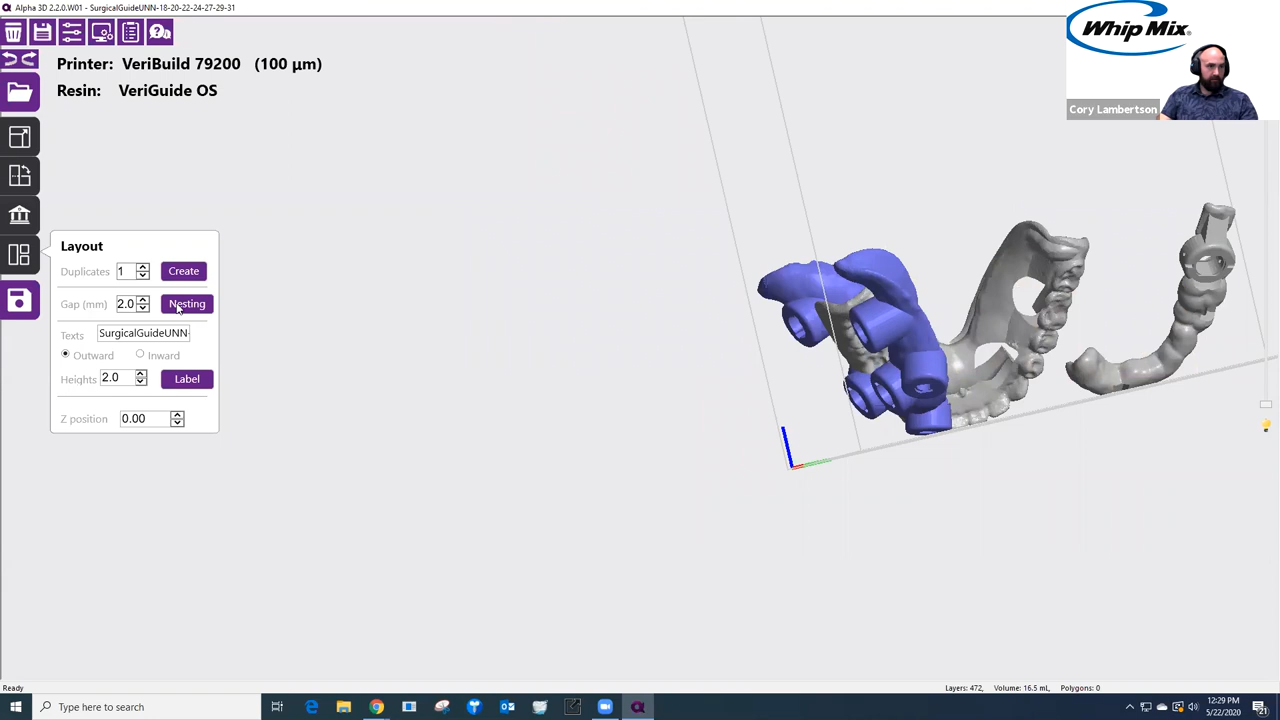 Alpha 3D 2.2.0.W01 - SurgicalGuideUNN-18-20-22-24-27-29-31
Whip Mix®
Printer: VeriBuild 79200 (100 µm)
Resin: VeriGuide OS
Cory Lambertson
Layout
Duplicates 1 Create
Gap (mm) 2.0 Nesting
Texts SurgicalGuideUNN-
Outward Inward
Heights 2.0 Label
Z position 0.00
Ready Layers: 472, Volume: 16.5 mL, Polygons: 0
Type here to search
12:29 PM
5/22/2020
21